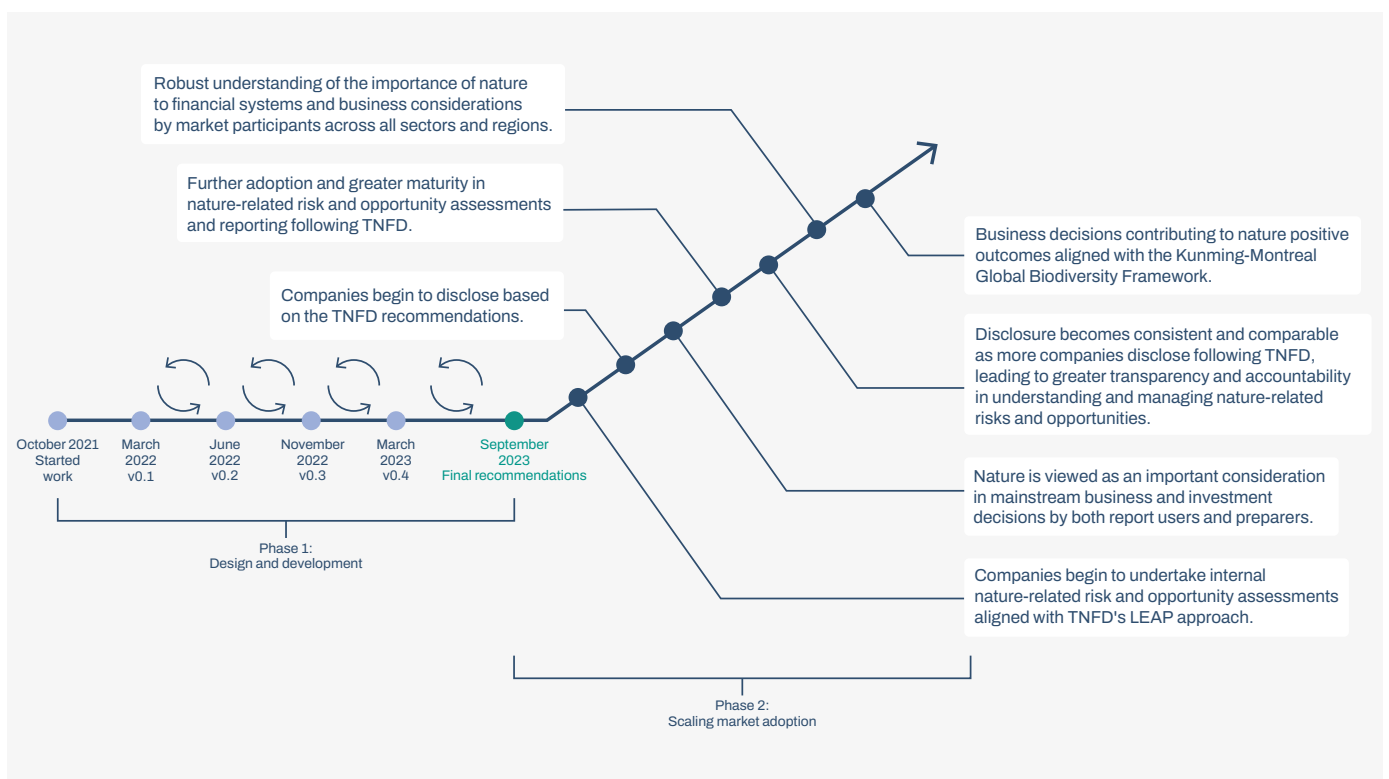 Robust understanding of the importance of nature
to financial systems and business considerations
by market participants across all sectors and regions.
Further adoption and greater maturity in
nature-related risk and opportunity assessments
and reporting following TNFD.
Companies begin to disclose based
on the TNFD recommendations.
October 2021
Started
work
March
2022
v0.1
June
2022
v0.2
November
2022
v0.3
March
2023
v0.4
September
2023
Final recommendations
Phase 1:
Design and development
Business decisions contributing to nature positive
outcomes aligned with the Kunming-Montreal
Global Biodiversity Framework.
Disclosure becomes consistent and comparable
as more companies disclose following TNFD,
leading to greater transparency and accountability
in understanding and managing nature-related
risks and opportunities.
Nature is viewed as an important consideration
in mainstream business and investment
decisions by both report users and preparers.
Companies begin to undertake internal
nature-related risk and opportunity assessments
aligned with TNFD's LEAP approach.
Phase 2:
Scaling market adoption